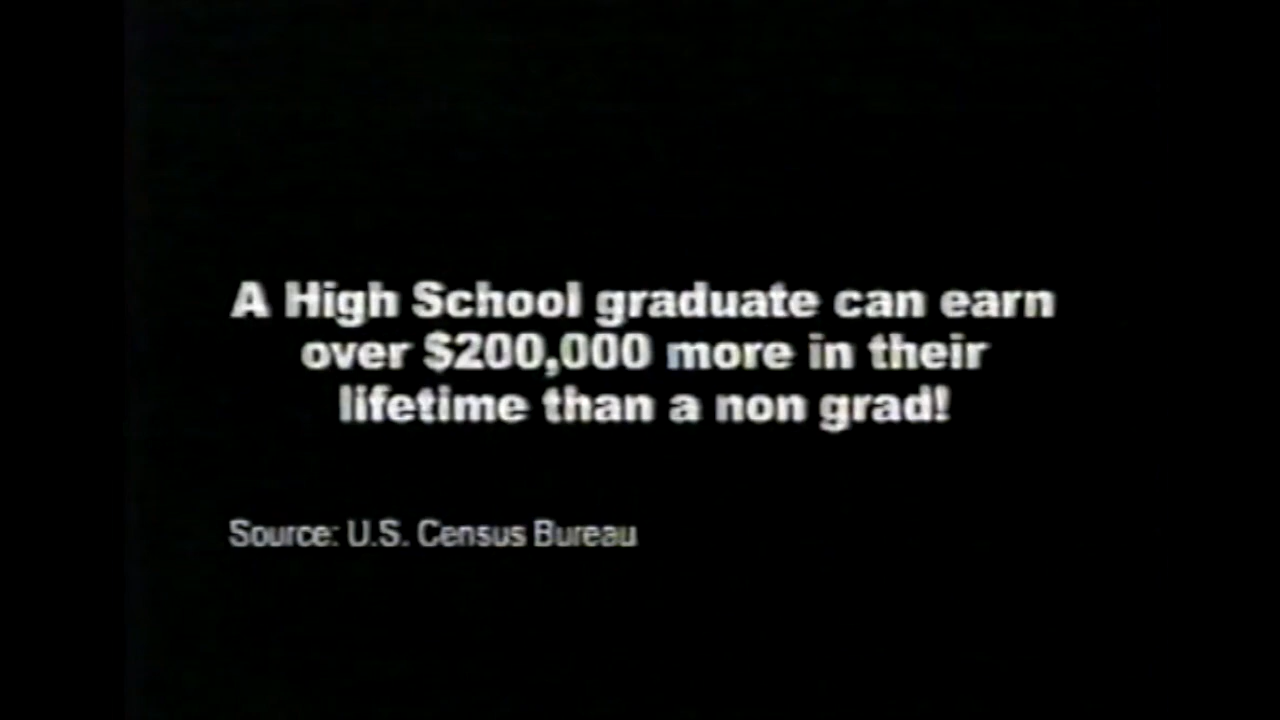 A High School graduate can earn
over $200,000 more in their
lifetime than a non grad!
Source: U.S. Census Bureau